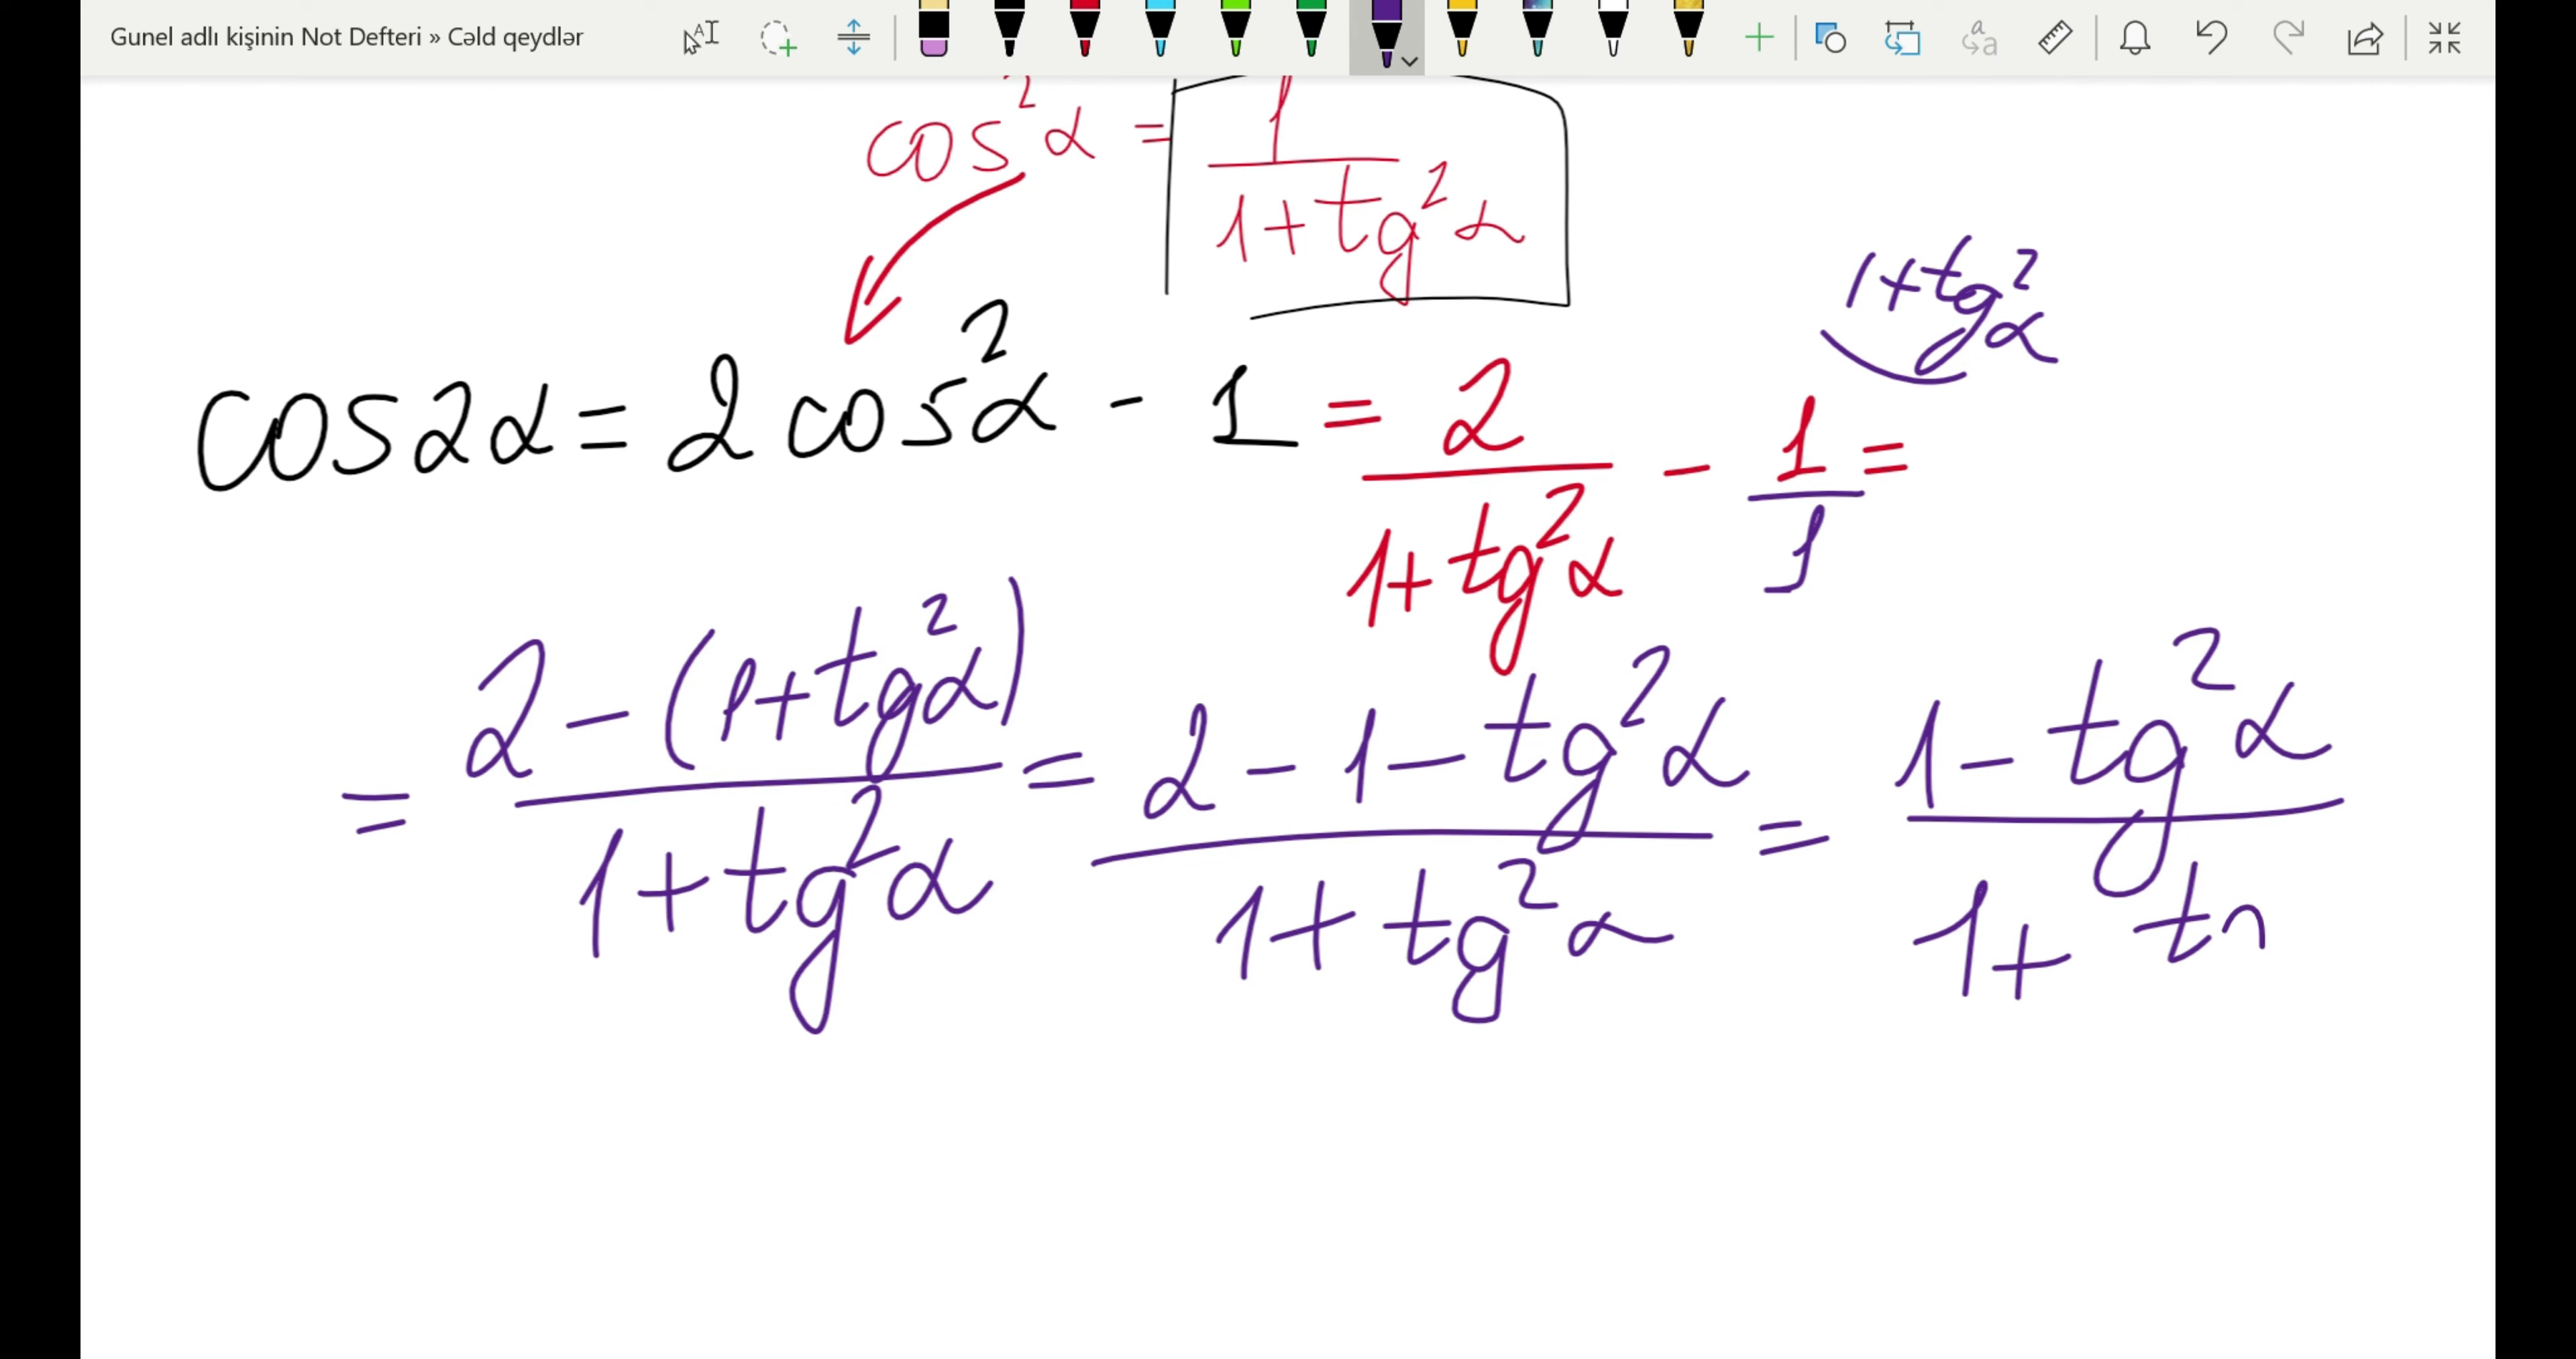 Gunel adlı kişinin Not Defteri » Cəld qeydlər
cos²α = 1/(1+tg²α)
1+tg²α
cos2α = 2cos²α - 1 = 2/(1+tg²α) - 1/1 =
= (2-(1+tg²α))/(1+tg²α) = (2-1-tg²α)/(1+tg²α) = (1-tg²α)/(1+ t